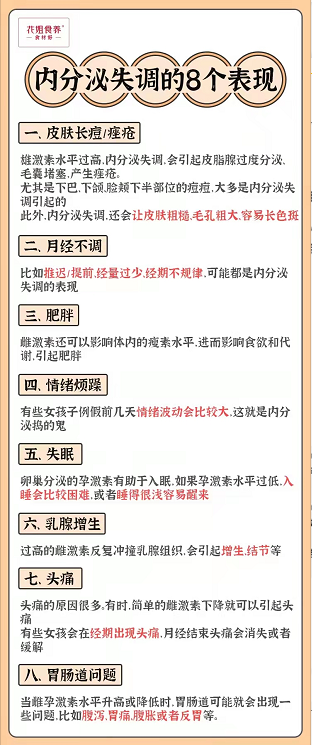 花姐食养
食材好
内分泌失调的8个表现
一、皮肤长痘/痤疮
雄激素水平过高，内分泌失调，会引起皮脂腺过度分泌，
毛囊堵塞，产生痤疮。
尤其是下巴、下颌、脸颊下半部位的痘痘，大多是内分泌失
调引起的
此外，内分泌失调，还会让皮肤粗糙，毛孔粗大，容易长色斑
二、月经不调
比如推迟/提前，经量过少，经期不规律，可能都是内分泌
失调的表现
三、肥胖
雌激素还可以影响体内的瘦素水平，进而影响食欲和代
谢，引起肥胖
四、情绪烦躁
有些女孩子例假前几天情绪波动会比较大，这就是内分
泌捣的鬼
五、失眠
卵巢分泌的孕激素有助于入眠，如果孕激素水平过低，入
睡会比较困难，或者睡得很浅容易醒来
六、乳腺增生
过高的雌激素反复冲撞乳腺组织，会引起增生，结节等
七、头痛
头痛的原因很多，有时，简单的雌激素下降就可以引起头
痛
有些女孩会在经期出现头痛，月经结束头痛会消失或者
缓解
八、胃肠道问题
当雌孕激素水平升高或降低时，胃肠道可能就会出现一
些问题，比如腹泻，胃痛，腹胀或者反胃等。